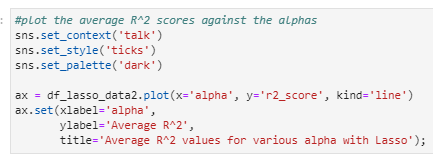 :
#plot the average R^2 scores against the alphas
sns.set_context('talk')
sns.set_style('ticks')
sns.set_palette('dark')

ax = df_lasso_data2.plot(x='alpha', y='r2_score', kind='line')
ax.set(xlabel='alpha',
       ylabel='Average R^2',
       title='Average R^2 values for various alpha with Lasso');